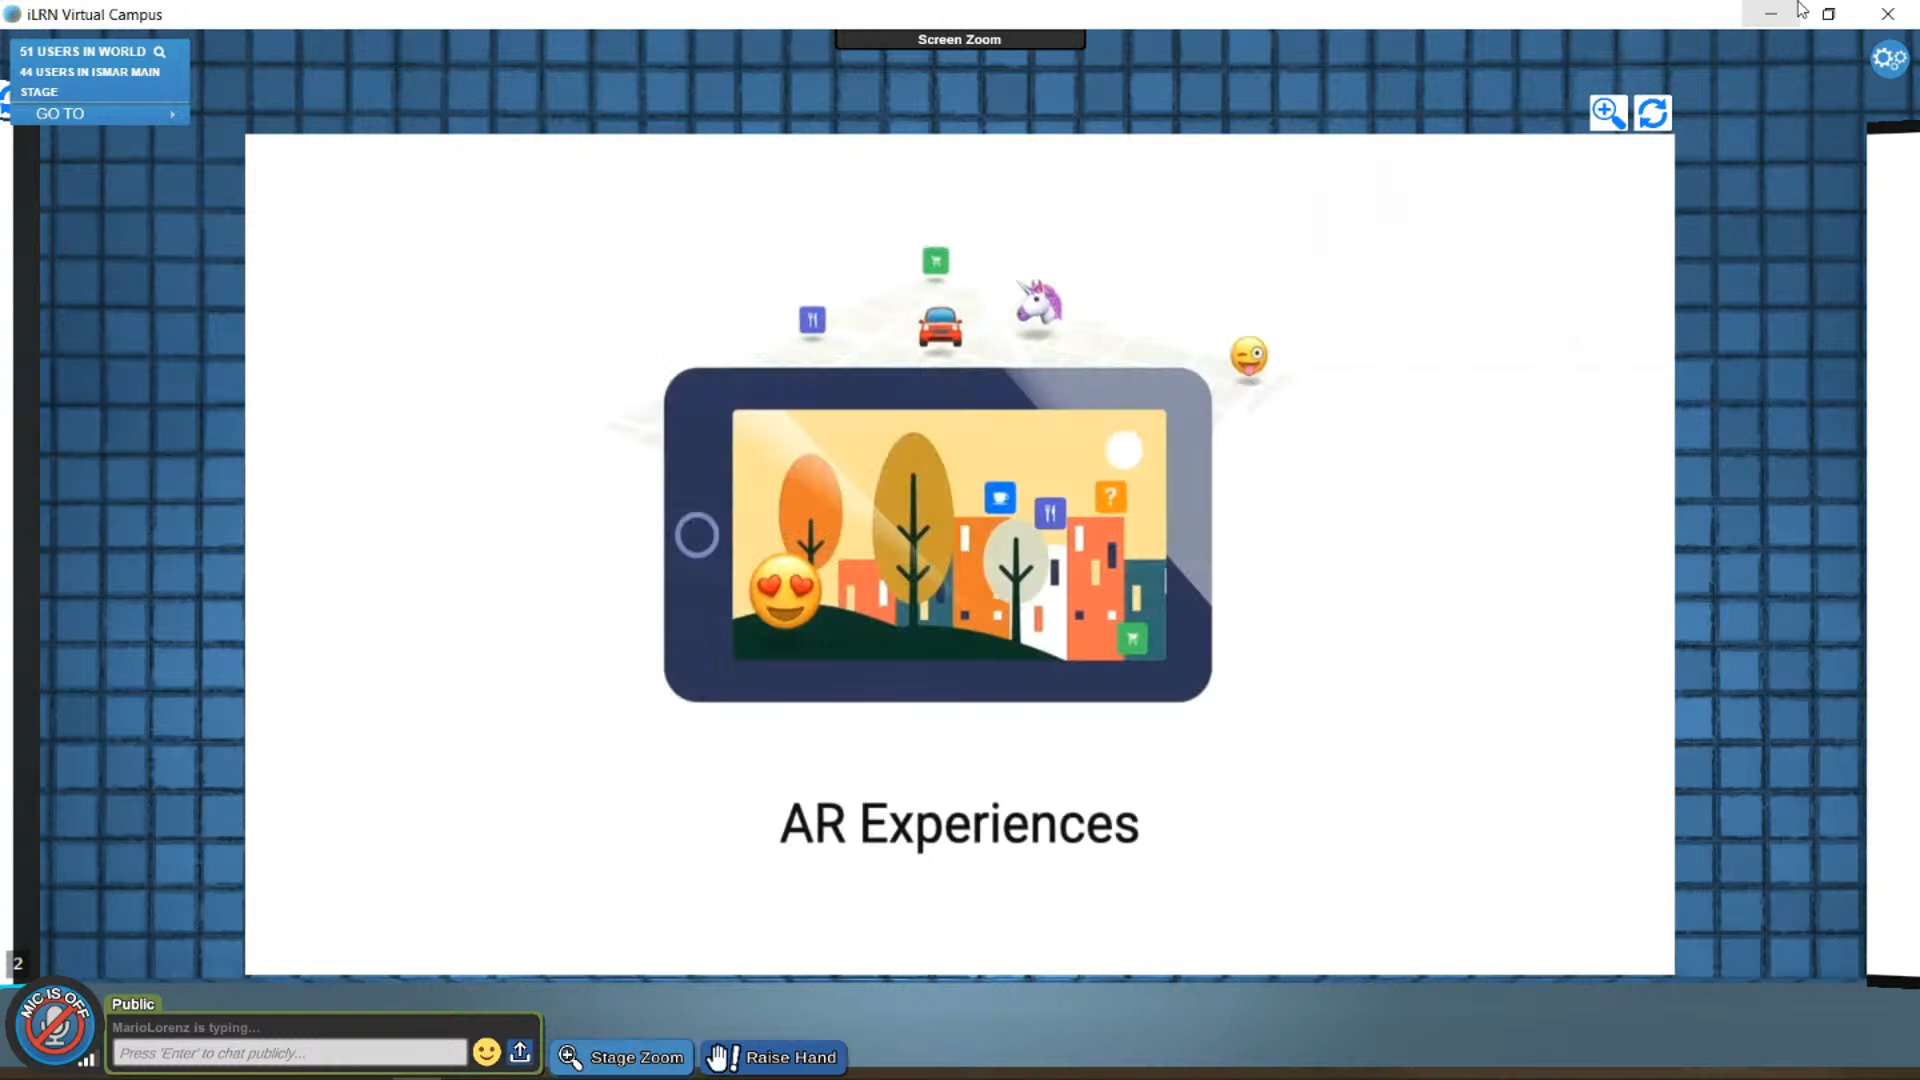 iLRN Virtual Campus
51 USERS IN WORLD
44 USERS IN ISMAR MAIN
STAGE
GO TO
Screen Zoom
?
AR Experiences
2
MIC IS OFF
Public
MarioLorenz is typing...
Press 'Enter' to chat publicly...
Stage Zoom
Raise Hand